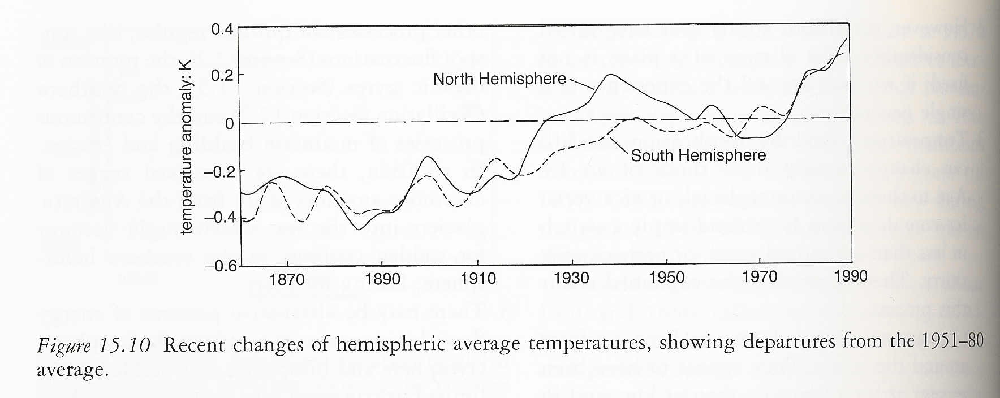 0.4
0.2
0
−0.2
−0.4
−0.6
temperature anomaly: K
North Hemisphere
South Hemisphere
1870 1890 1910 1930 1950 1970 1990
Figure 15.10 Recent changes of hemispheric average temperatures, showing departures from the 1951–80
average.